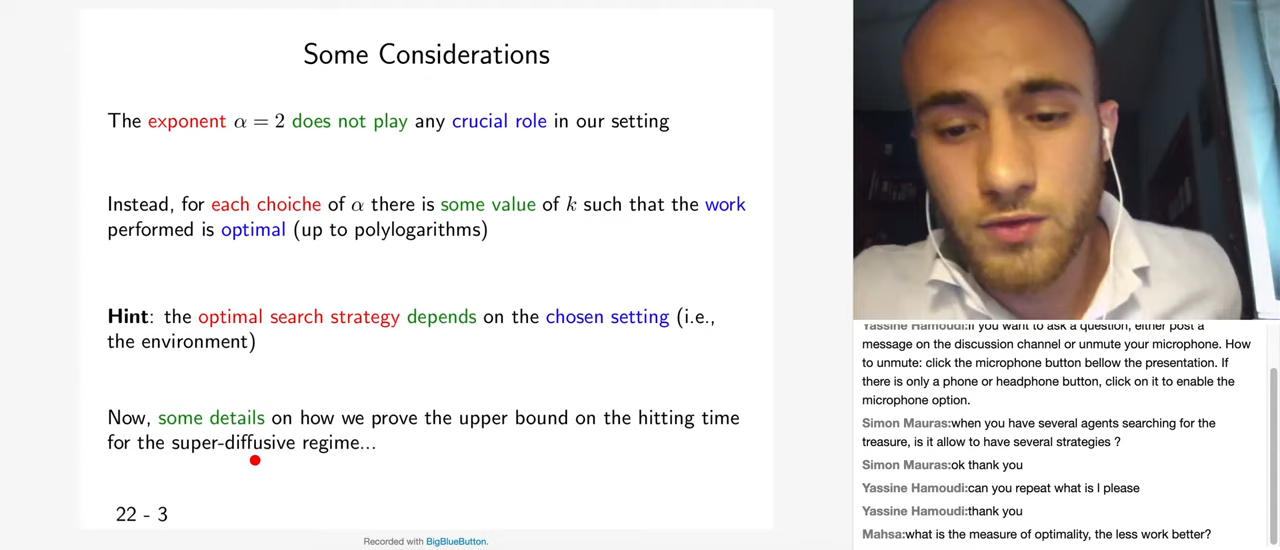 Some Considerations
The exponent α = 2 does not play any crucial role in our setting
Instead, for each choiche of α there is some value of k such that the work
performed is optimal (up to polylogarithms)
Hint: the optimal search strategy depends on the chosen setting (i.e.,
the environment)
Now, some details on how we prove the upper bound on the hitting time
for the super-diffusive regime...
22 - 3
Recorded with BigBlueButton.
Yassine Hamoudi:If you want to ask a question, either post a
message on the discussion channel or unmute your microphone. How
to unmute: click the microphone button bellow the presentation. If
there is only a phone or headphone button, click on it to enable the
microphone option.
Simon Mauras:when you have several agents searching for the
treasure, is it allow to have several strategies ?
Simon Mauras:ok thank you
Yassine Hamoudi:can you repeat what is l please
Yassine Hamoudi:thank you
Mahsa:what is the measure of optimality, the less work better?